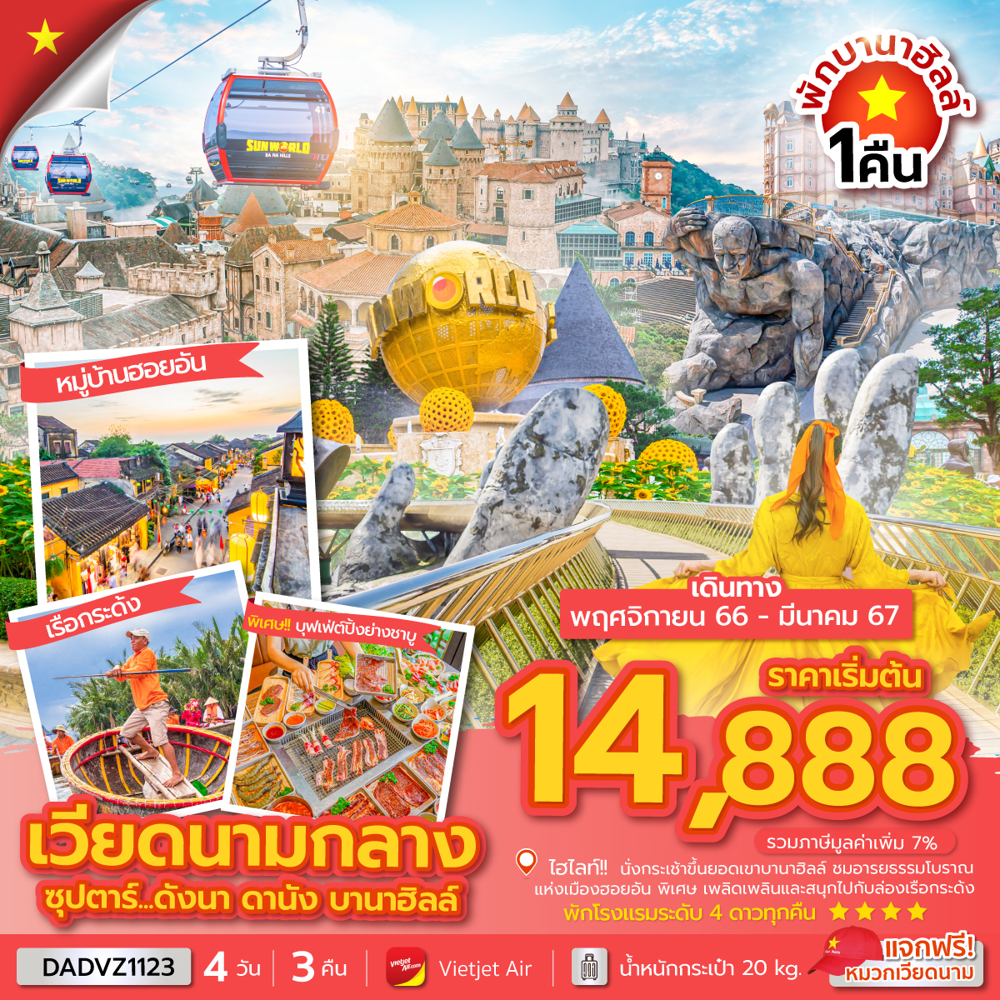 พักบานาฮิลล์
1คืน
41
SUNWORLD
BA NA HILLS
SUNWORLD
SUNWORLD
NWORLD
หมู่บ้านฮอยอัน
เรือกระด้ง
พิเศษ!! บุฟเฟ่ต์ปิ้งย่างชาบู
เดินทาง
พฤศจิกายน 66 - มีนาคม 67
ราคาเริ่มต้น
14,888
รวมภาษีมูลค่าเพิ่ม 7%
เวียดนามกลาง
ซุปตาร์...ดังนา ดานัง บานาฮิลล์
ไฮไลท์!! นั่งกระเช้าขึ้นยอดเขาบานาฮิลล์ ชมอารยธรรมโบราณ
แห่งเมืองฮอยอัน พิเศษ เพลิดเพลินและสนุกไปกับล่องเรือกระด้ง
พักโรงแรมระดับ 4 ดาวทุกคืน
DADVZ1123
4 วัน
3 คืน
Vietjet Air.com
Vietjet Air
น้ำหนักกระเป๋า 20 kg.
แจกฟรี!
หมวกเวียดนาม